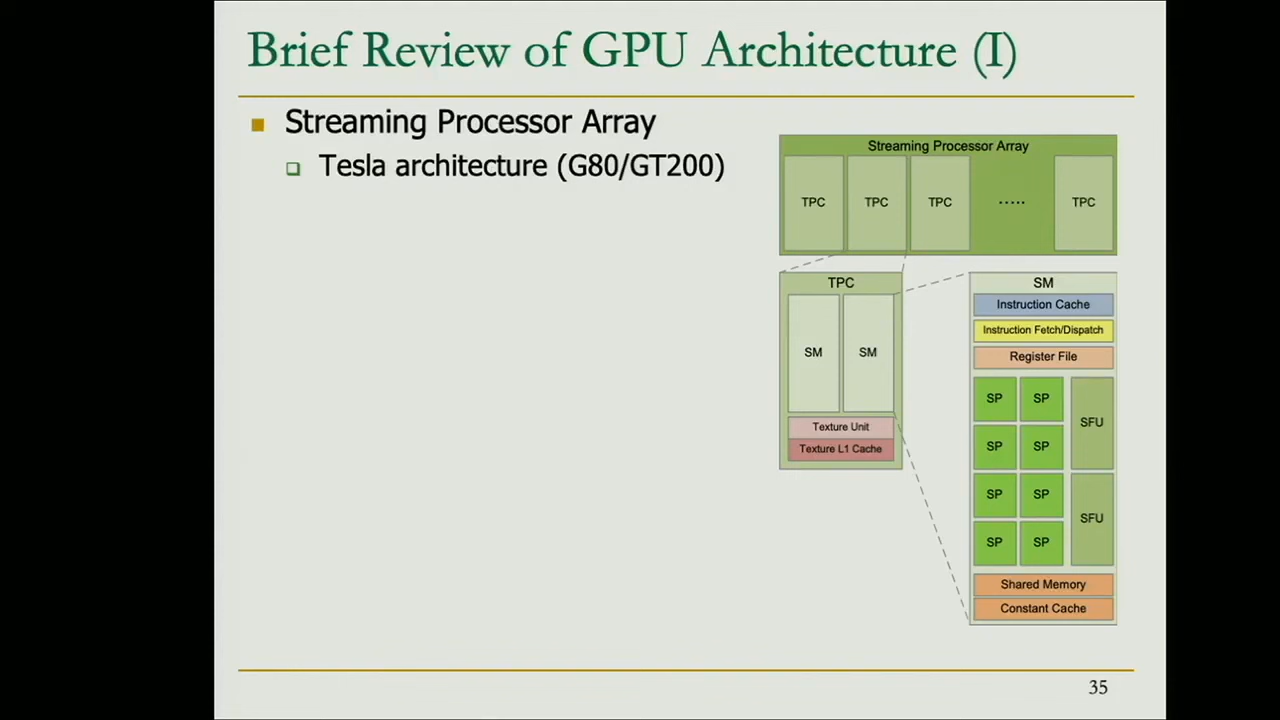 Brief Review of GPU Architecture (I)
Streaming Processor Array
Tesla architecture (G80/GT200)
Streaming Processor Array
TPC TPC TPC ····· TPC
TPC
SM SM
Texture Unit
Texture L1 Cache
SM
Instruction Cache
Instruction Fetch/Dispatch
Register File
SP SP
SFU
SP SP
SP SP
SFU
SP SP
Shared Memory
Constant Cache
35